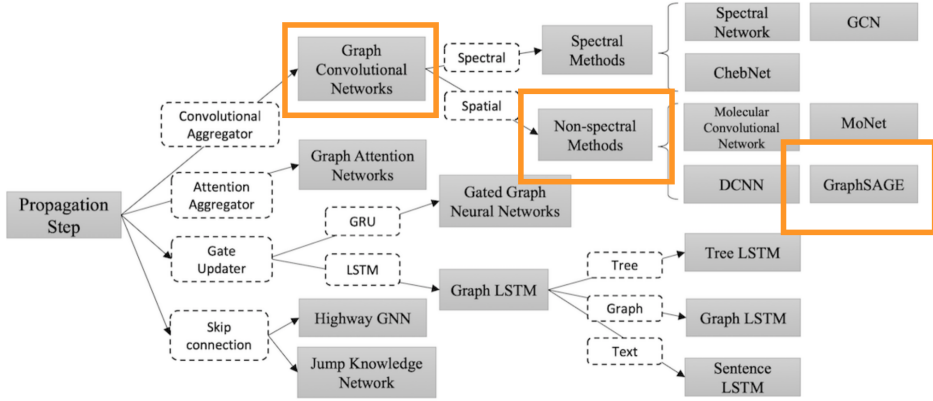 Propagation
Step
Convolutional
Aggregator
Attention
Aggregator
Gate
Updater
Skip
connection
Graph
Convolutional
Networks
Graph Attention
Networks
GRU
LSTM
Highway GNN
Jump Knowledge
Network
Spectral
Spatial
Gated Graph
Neural Networks
Graph LSTM
Spectral
Methods
Non-spectral
Methods
Tree
Graph
Text
Spectral
Network
GCN
ChebNet
Molecular
Convolutional
Network
MoNet
DCNN
GraphSAGE
Tree LSTM
Graph LSTM
Sentence
LSTM